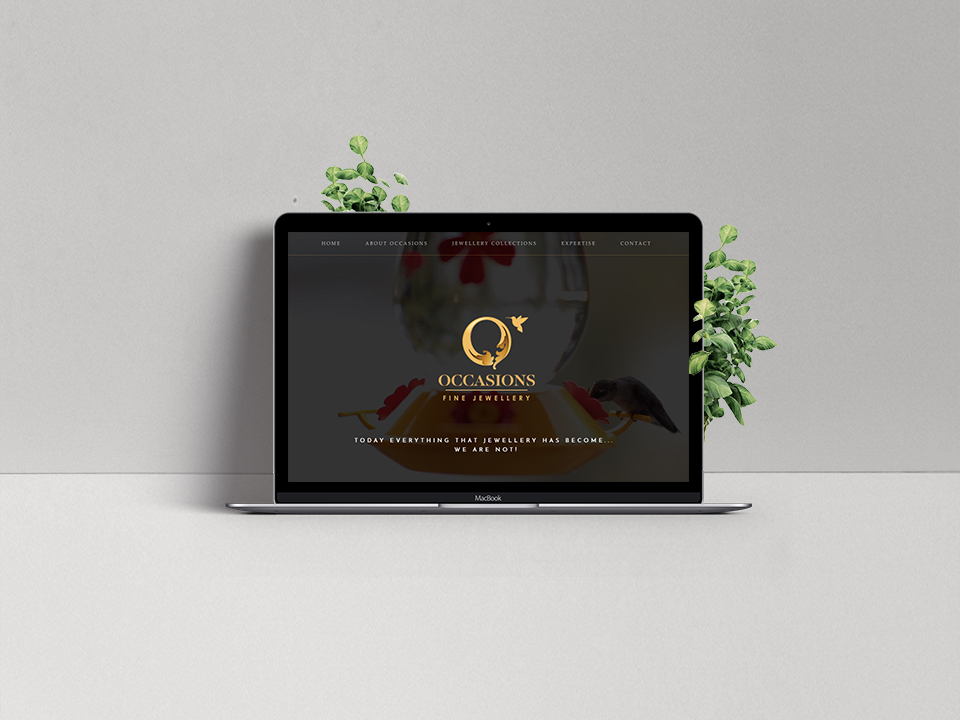 HOME ABOUT OCCASIONS JEWELLERY COLLECTIONS EXPERTISE CONTACT
OCCASIONS
FINE JEWELLERY
TODAY EVERYTHING THAT JEWELLERY HAS BECOME...
WE ARE NOT!
MacBook